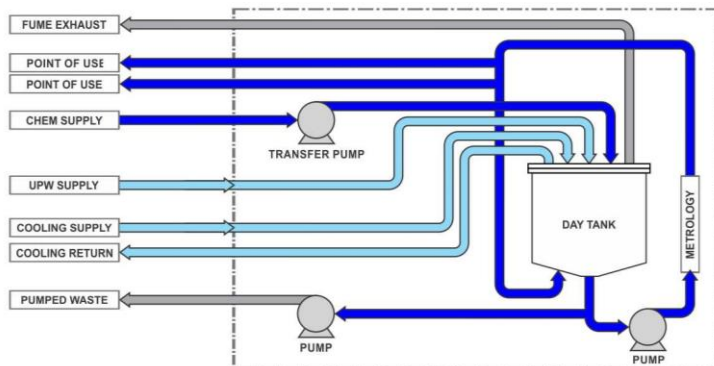 FUME EXHAUST
POINT OF USE
POINT OF USE
CHEM SUPPLY
TRANSFER PUMP
UPW SUPPLY
COOLING SUPPLY
COOLING RETURN
DAY TANK
METROLOGY
PUMPED WASTE
PUMP
PUMP